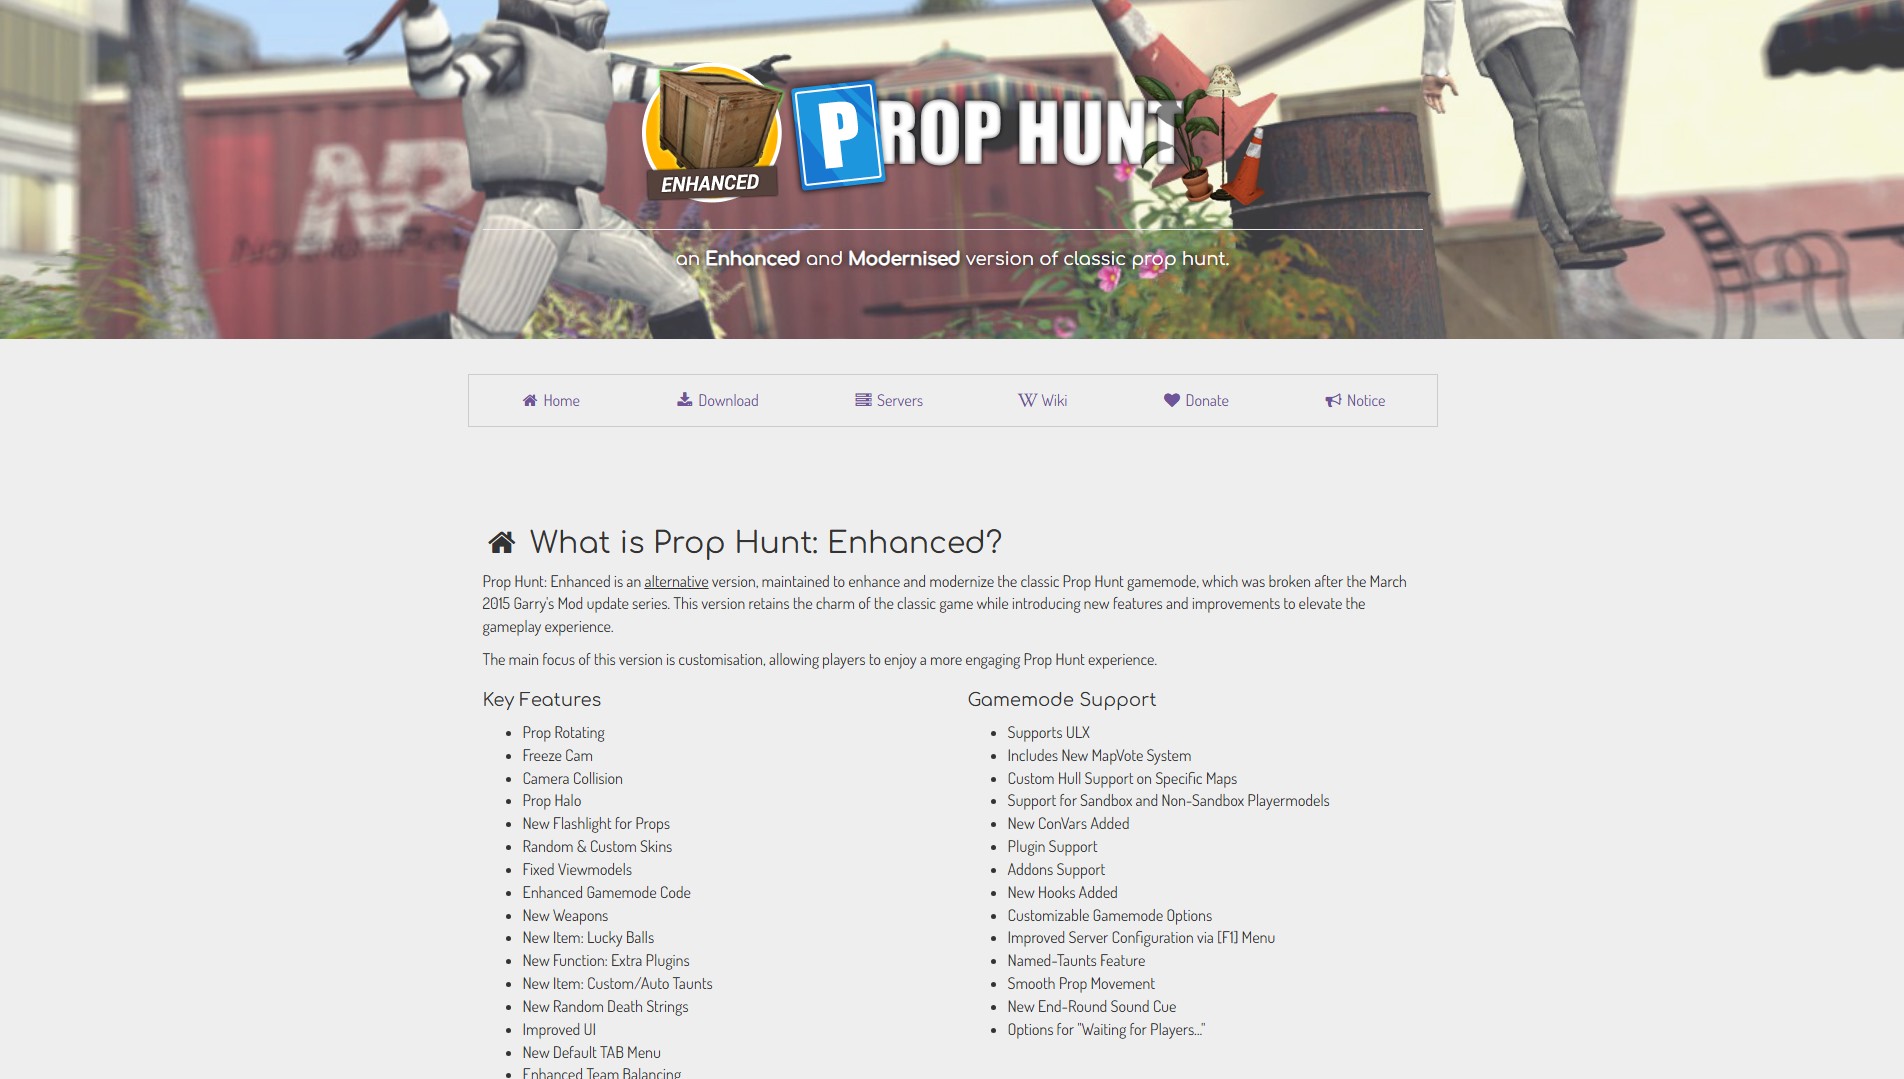 ENHANCED
PROP HUNT
an Enhanced and Modernised version of classic prop hunt.
Home
Download
Servers
Wiki
Donate
Notice
What is Prop Hunt: Enhanced?
Prop Hunt: Enhanced is an alternative version, maintained to enhance and modernize the classic Prop Hunt gamemode, which was broken after the March
2015 Garry's Mod update series. This version retains the charm of the classic game while introducing new features and improvements to elevate the
gameplay experience.
The main focus of this version is customisation, allowing players to enjoy a more engaging Prop Hunt experience.
Key Features
Prop Rotating
Freeze Cam
Camera Collision
Prop Halo
New Flashlight for Props
Random & Custom Skins
Fixed Viewmodels
Enhanced Gamemode Code
New Weapons
New Item: Lucky Balls
New Function: Extra Plugins
New Item: Custom/Auto Taunts
New Random Death Strings
Improved UI
New Default TAB Menu
Enhanced Team Balancing
Gamemode Support
Supports ULX
Includes New MapVote System
Custom Hull Support on Specific Maps
Support for Sandbox and Non-Sandbox Playermodels
New ConVars Added
Plugin Support
Addons Support
New Hooks Added
Customizable Gamemode Options
Improved Server Configuration via [F1] Menu
Named-Taunts Feature
Smooth Prop Movement
New End-Round Sound Cue
Options for "Waiting for Players..."